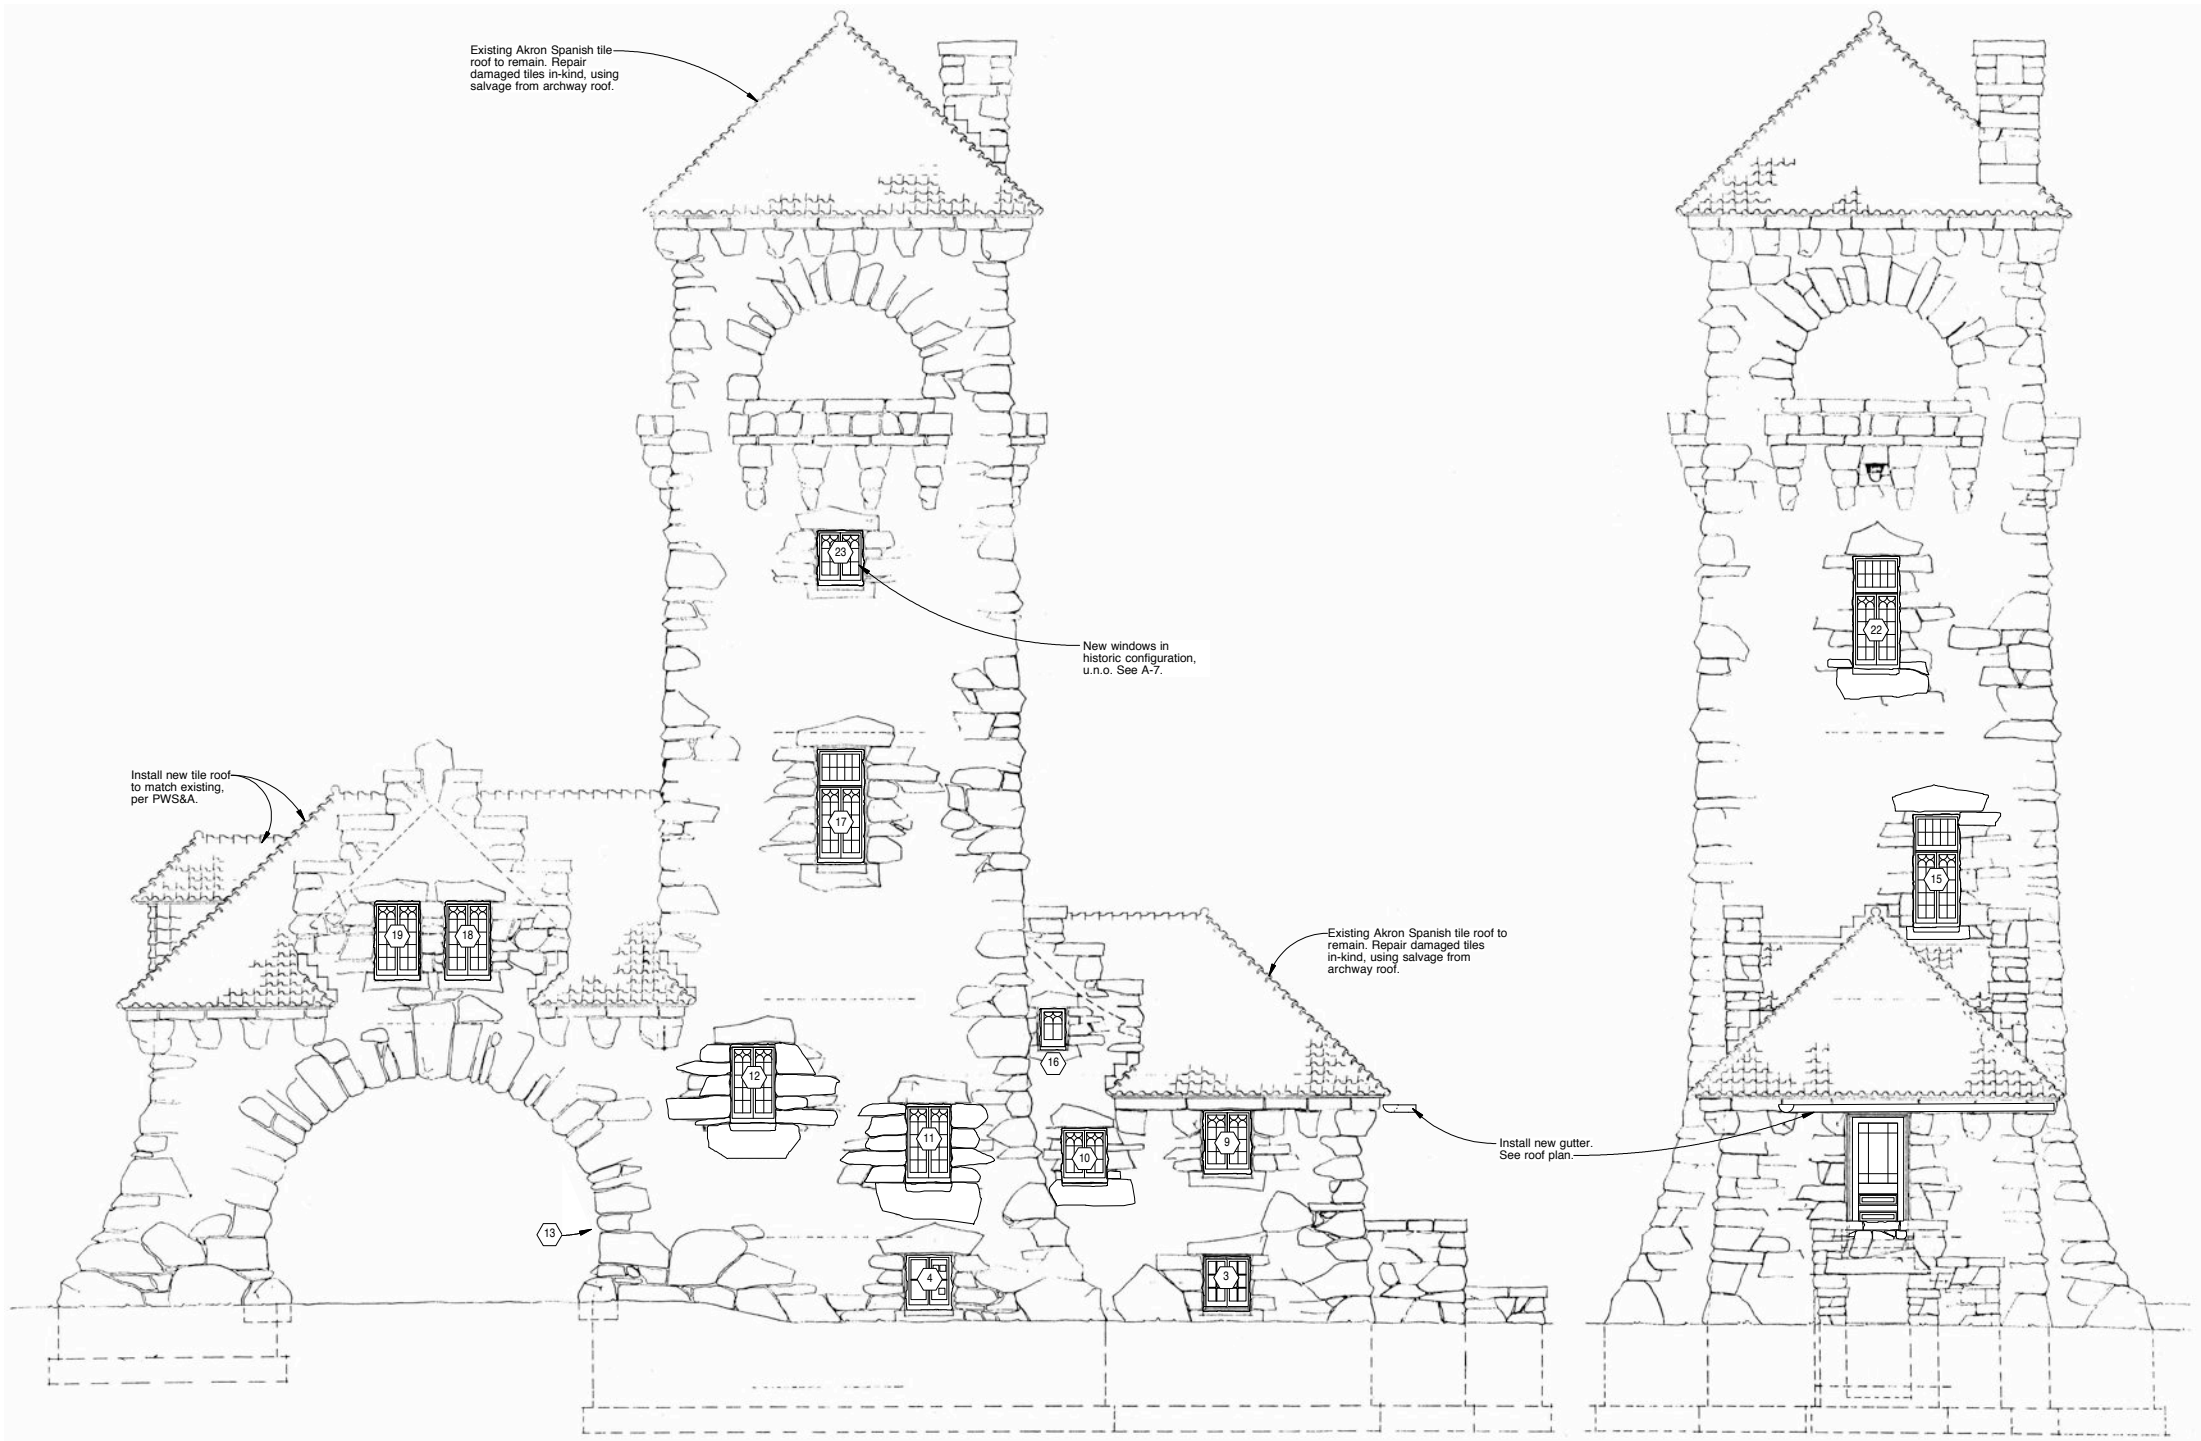 Existing Akron Spanish tile
roof to remain. Repair
damaged tiles in-kind, using
salvage from archway roof.
23
New windows in
historic configuration,
u.n.o. See A-7.
22
Install new tile roof
to match existing,
per PWS&A.
17
15
19
18
Existing Akron Spanish tile roof to
remain. Repair damaged tiles
in-kind, using salvage from
archway roof.
16
12
11
10
9
Install new gutter.
See roof plan.
13
4
3